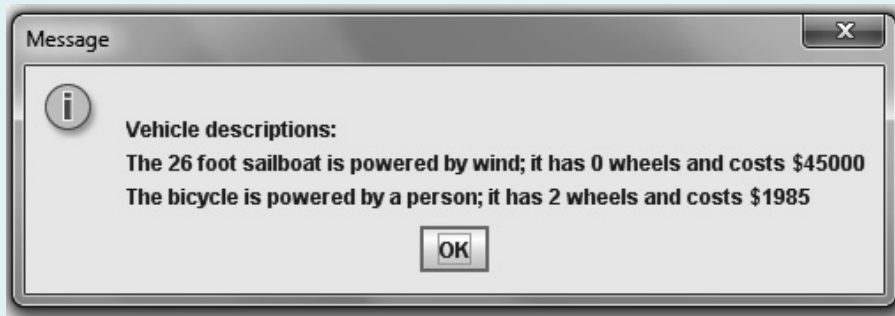 Message
X
i
Vehicle descriptions:
The 26 foot sailboat is powered by wind; it has 0 wheels and costs $45000
The bicycle is powered by a person; it has 2 wheels and costs $1985
OK